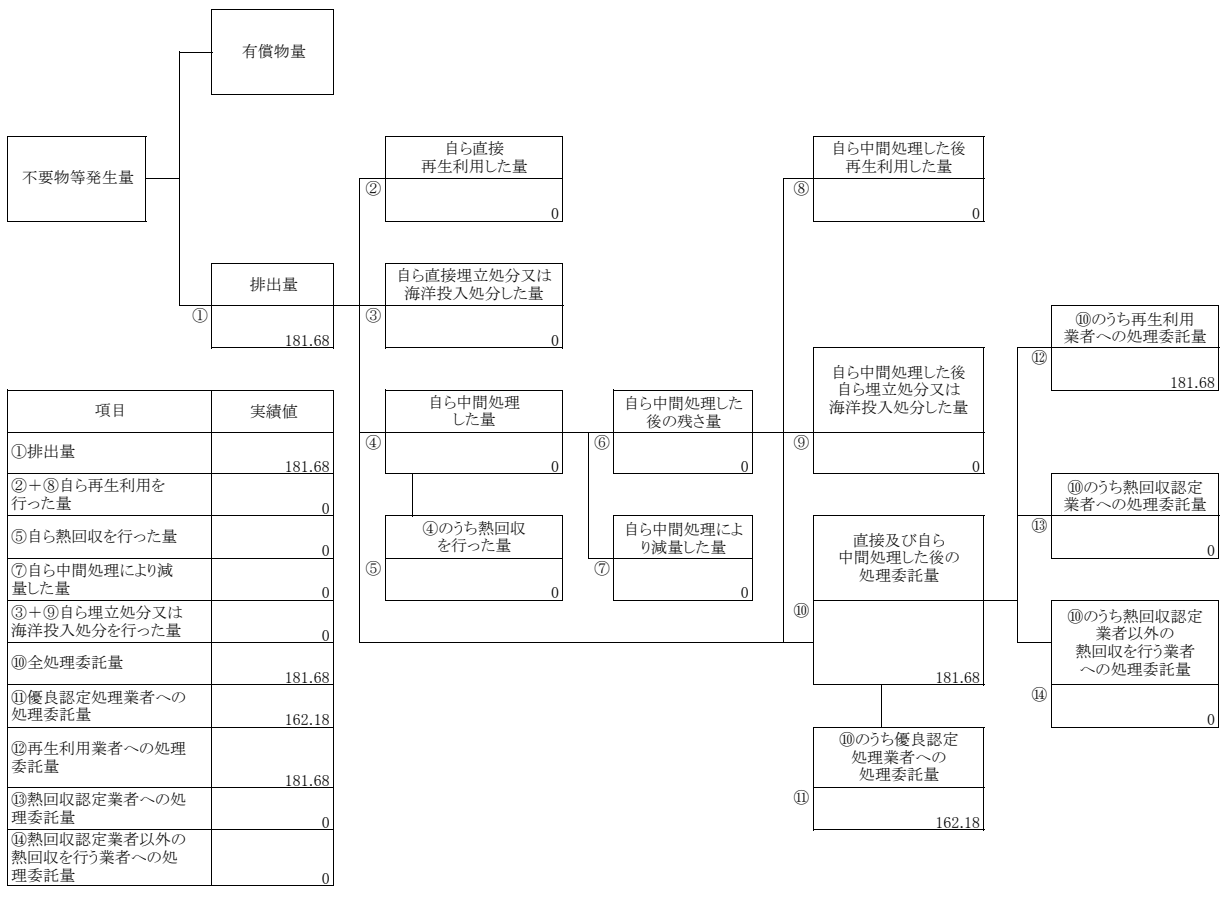 有償物量
不要物等発生量
排出量
①
181.68
自ら直接
再生利用した量
②
0
自ら直接埋立処分又は
海洋投入処分した量
③
0
自ら中間処理
した量
④
0
④のうち熱回収
を行った量
⑤
0
自ら中間処理した
後の残さ量
⑥
0
自ら中間処理によ
り減量した量
⑦
0
自ら中間処理した後
再生利用した量
⑧
0
自ら中間処理した後
自ら埋立処分又は
海洋投入処分した量
⑨
0
直接及び自ら
中間処理した後の
処理委託量
⑩
181.68
⑩のうち優良認定
処理業者への
処理委託量
⑪
162.18
⑩のうち再生利用
業者への処理委託量
⑫
181.68
⑩のうち熱回収認定
業者への処理委託量
⑬
0
⑩のうち熱回収認定
業者以外の
熱回収を行う業者
への処理委託量
⑭
0
項目 実績値
①排出量
181.68
②＋⑧自ら再生利用を
行った量
0
⑤自ら熱回収を行った量
0
⑦自ら中間処理により減
量した量
0
③＋⑨自ら埋立処分又は
海洋投入処分を行った量
0
⑩全処理委託量
181.68
⑪優良認定処理業者への
処理委託量
162.18
⑫再生利用業者への処理
委託量
181.68
⑬熱回収認定業者への処
理委託量
0
⑭熱回収認定業者以外の
熱回収を行う業者への処
理委託量
0